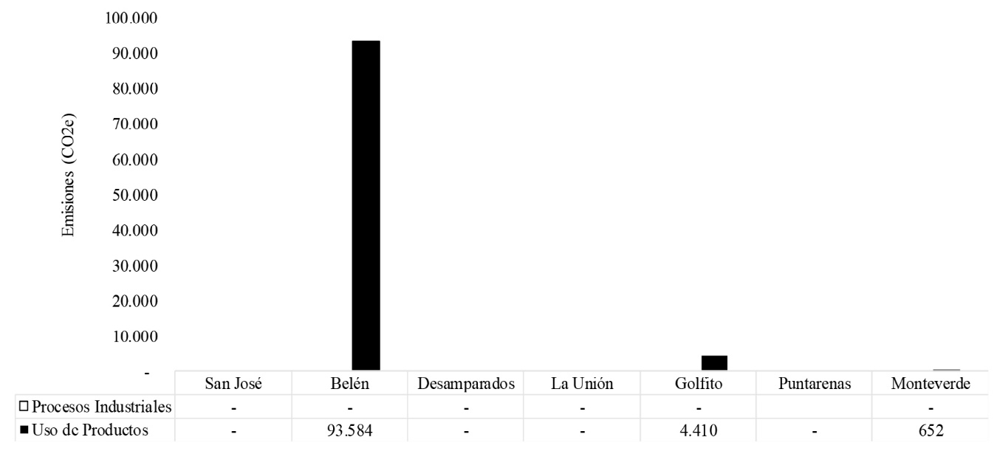 100.000
90.000
80.000
70.000
60.000
50.000
40.000
30.000
20.000
10.000
-
Emisiones (CO2e)
San José Belén Desamparados La Unión Golfito Puntarenas Monteverde
Procesos Industriales - - - - - -
Uso de Productos - 93.584 - - 4.410 - 652